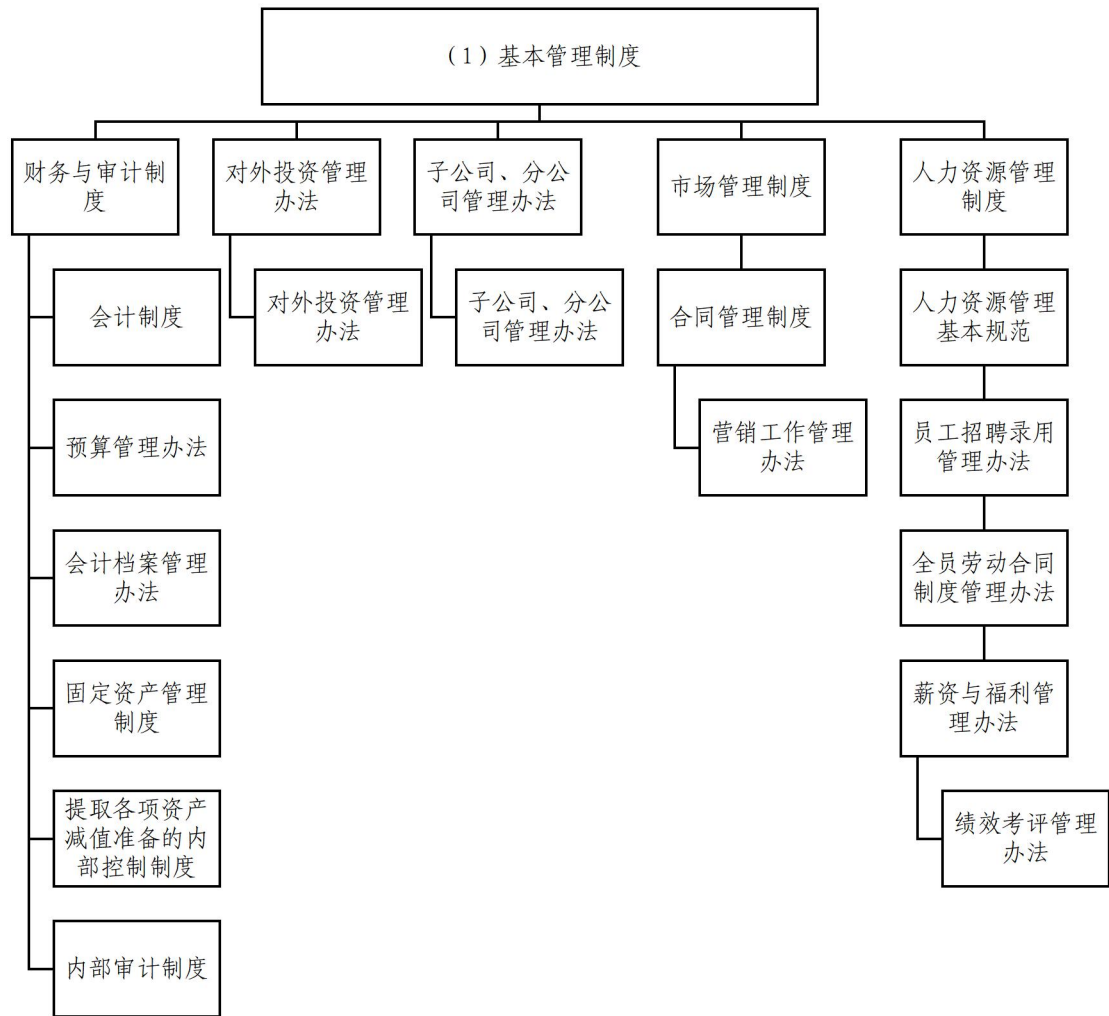 （1）基本管理制度
财务与审计制
度
对外投资管理
办法
子公司、分公
司管理办法
市场管理制度
人力资源管理
制度
会计制度
对外投资管理
办法
子公司、分公
司管理办法
合同管理制度
人力资源管理
基本规范
预算管理办法
营销工作管理
办法
员工招聘录用
管理办法
会计档案管理
办法
全员劳动合同
制度管理办法
固定资产管理
制度
薪资与福利管
理办法
提取各项资产
减值准备的内
部控制制度
绩效考评管理
办法
内部审计制度